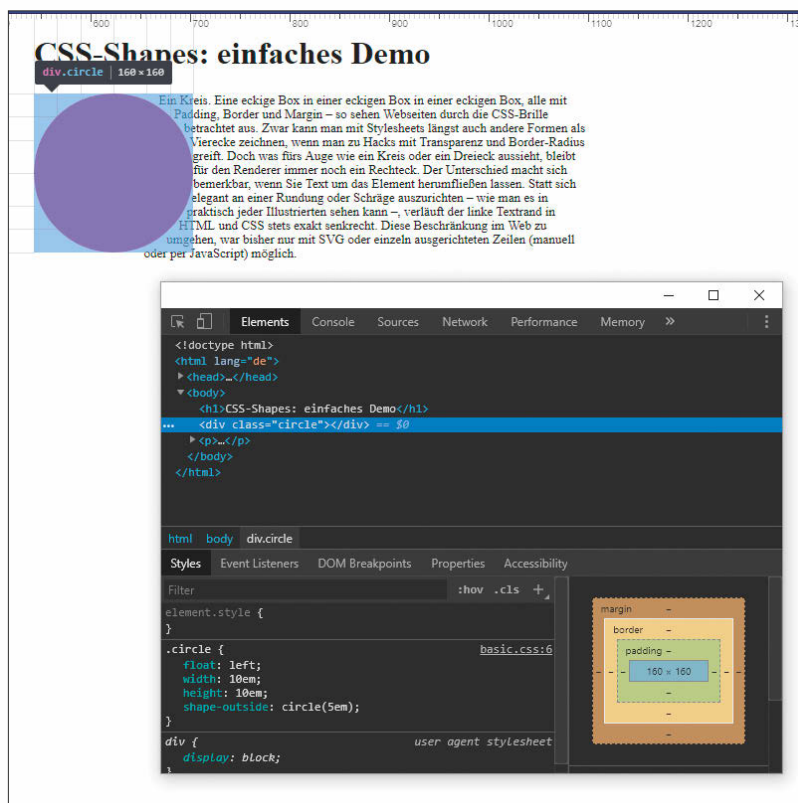 600 700 800 900 1000 1100 1200
CSS-Shapes: einfaches Demo
div.circle 160×160
Ein Kreis. Eine eckige Box in einer eckigen Box in einer eckigen Box, alle mit
Padding, Border und Margin – so sehen Webseiten durch die CSS-Brille
betrachtet aus. Zwar kann man mit Stylesheets längst auch andere Formen als
Vierecke zeichnen, wenn man zu Hacks mit Transparenz und Border-Radius
greift. Doch was fürs Auge wie ein Kreis oder ein Dreieck aussieht, bleibt
für den Renderer immer noch ein Rechteck. Der Unterschied macht sich
bemerkbar, wenn Sie Text um das Element herumfließen lassen. Statt sich
elegant an einer Rundung oder Schräge auszurichten – wie man es in
praktisch jeder Illustrierten sehen kann –, verläuft der linke Textrand in
HTML und CSS stets exakt senkrecht. Diese Beschränkung im Web zu
umgehen, war bisher nur mit SVG oder einzeln ausgerichteten Zeilen (manuell
oder per JavaScript) möglich.
Elements Console Sources Network Performance Memory »
<!doctype html>
<html lang="de">
<head>…</head>
<body>
<h1>CSS-Shapes: einfaches Demo</h1>
… <div class="circle"></div> == $0
<p>…</p>
</body>
</html>
html body div.circle
Styles Event Listeners DOM Breakpoints Properties Accessibility
Filter :hov .cls +
element.style {
}
.circle { basic.css:6
float: left;
width: 10em;
height: 10em;
shape-outside: circle(5em);
}
div { user agent stylesheet
display: block;
}
margin –
border –
padding –
– – – 160 × 160 – – –
–
–
–